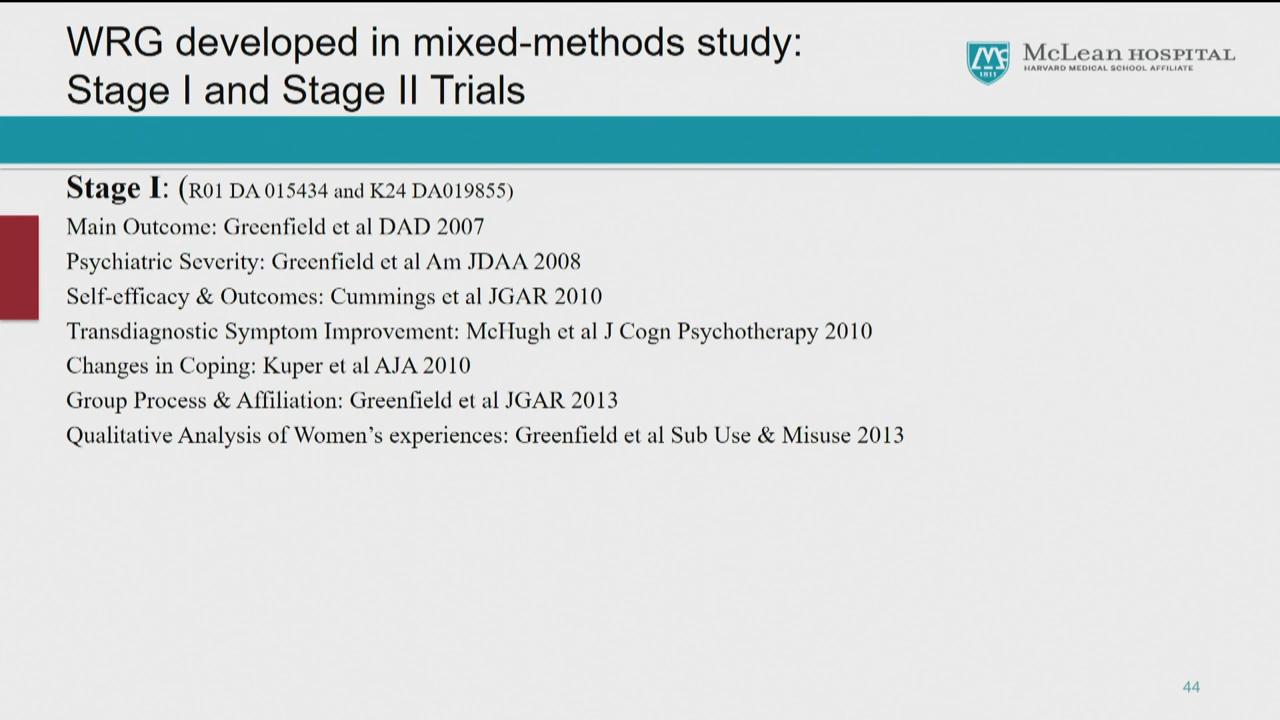 WRG developed in mixed-methods study:
Stage I and Stage II Trials
McLean HOSPITAL
HARVARD MEDICAL SCHOOL AFFILIATE
1811
Stage I: (R01 DA 015434 and K24 DA019855)
Main Outcome: Greenfield et al DAD 2007
Psychiatric Severity: Greenfield et al Am JDAA 2008
Self-efficacy & Outcomes: Cummings et al JGAR 2010
Transdiagnostic Symptom Improvement: McHugh et al J Cogn Psychotherapy 2010
Changes in Coping: Kuper et al AJA 2010
Group Process & Affiliation: Greenfield et al JGAR 2013
Qualitative Analysis of Women’s experiences: Greenfield et al Sub Use & Misuse 2013
44